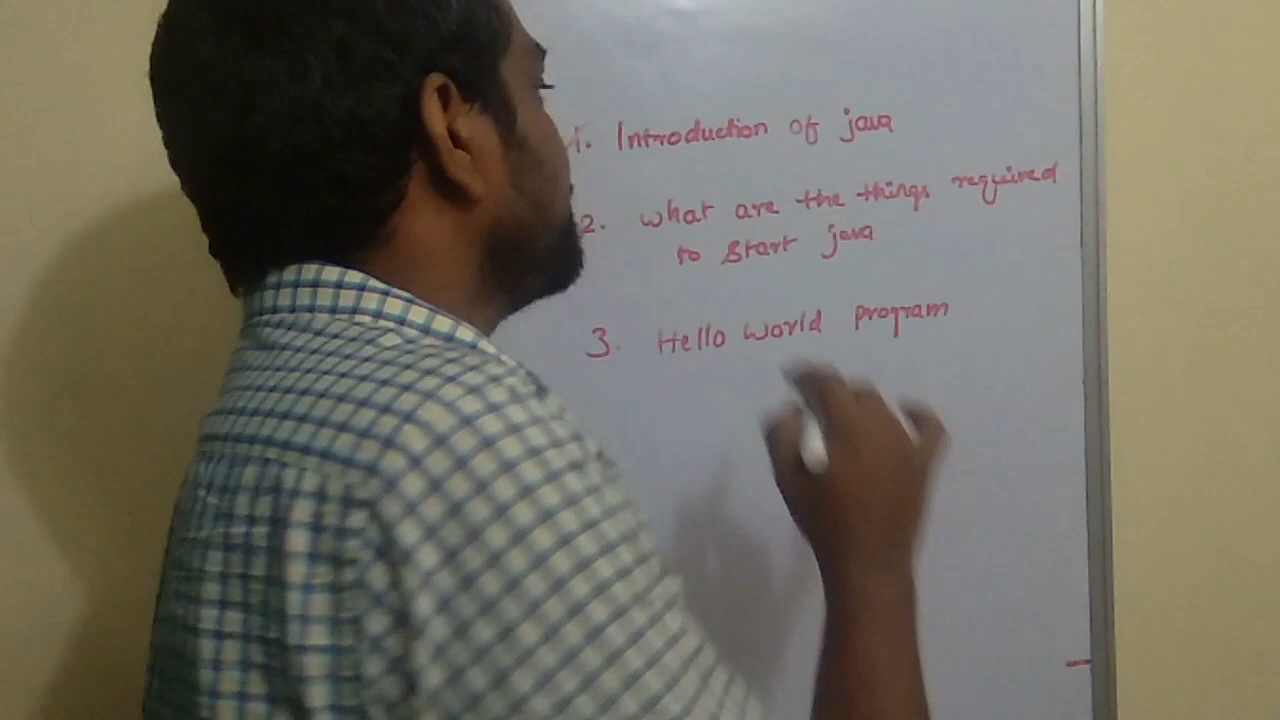 1. Introduction of java
2. what are the things required
to start java
3. Hello world program